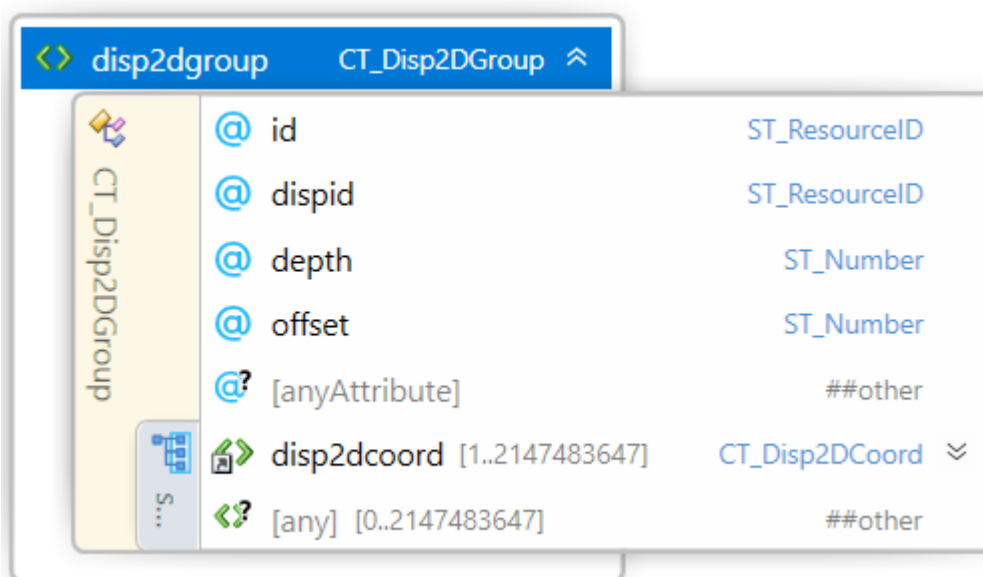 disp2dgroup CT_Disp2DGroup
CT_Disp2DGroup
@ id ST_ResourceID
@ dispid ST_ResourceID
@ depth ST_Number
@ offset ST_Number
@? [anyAttribute] ##other
disp2dcoord [1..2147483647] CT_Disp2DCoord
S...
<>? [any] [0..2147483647] ##other